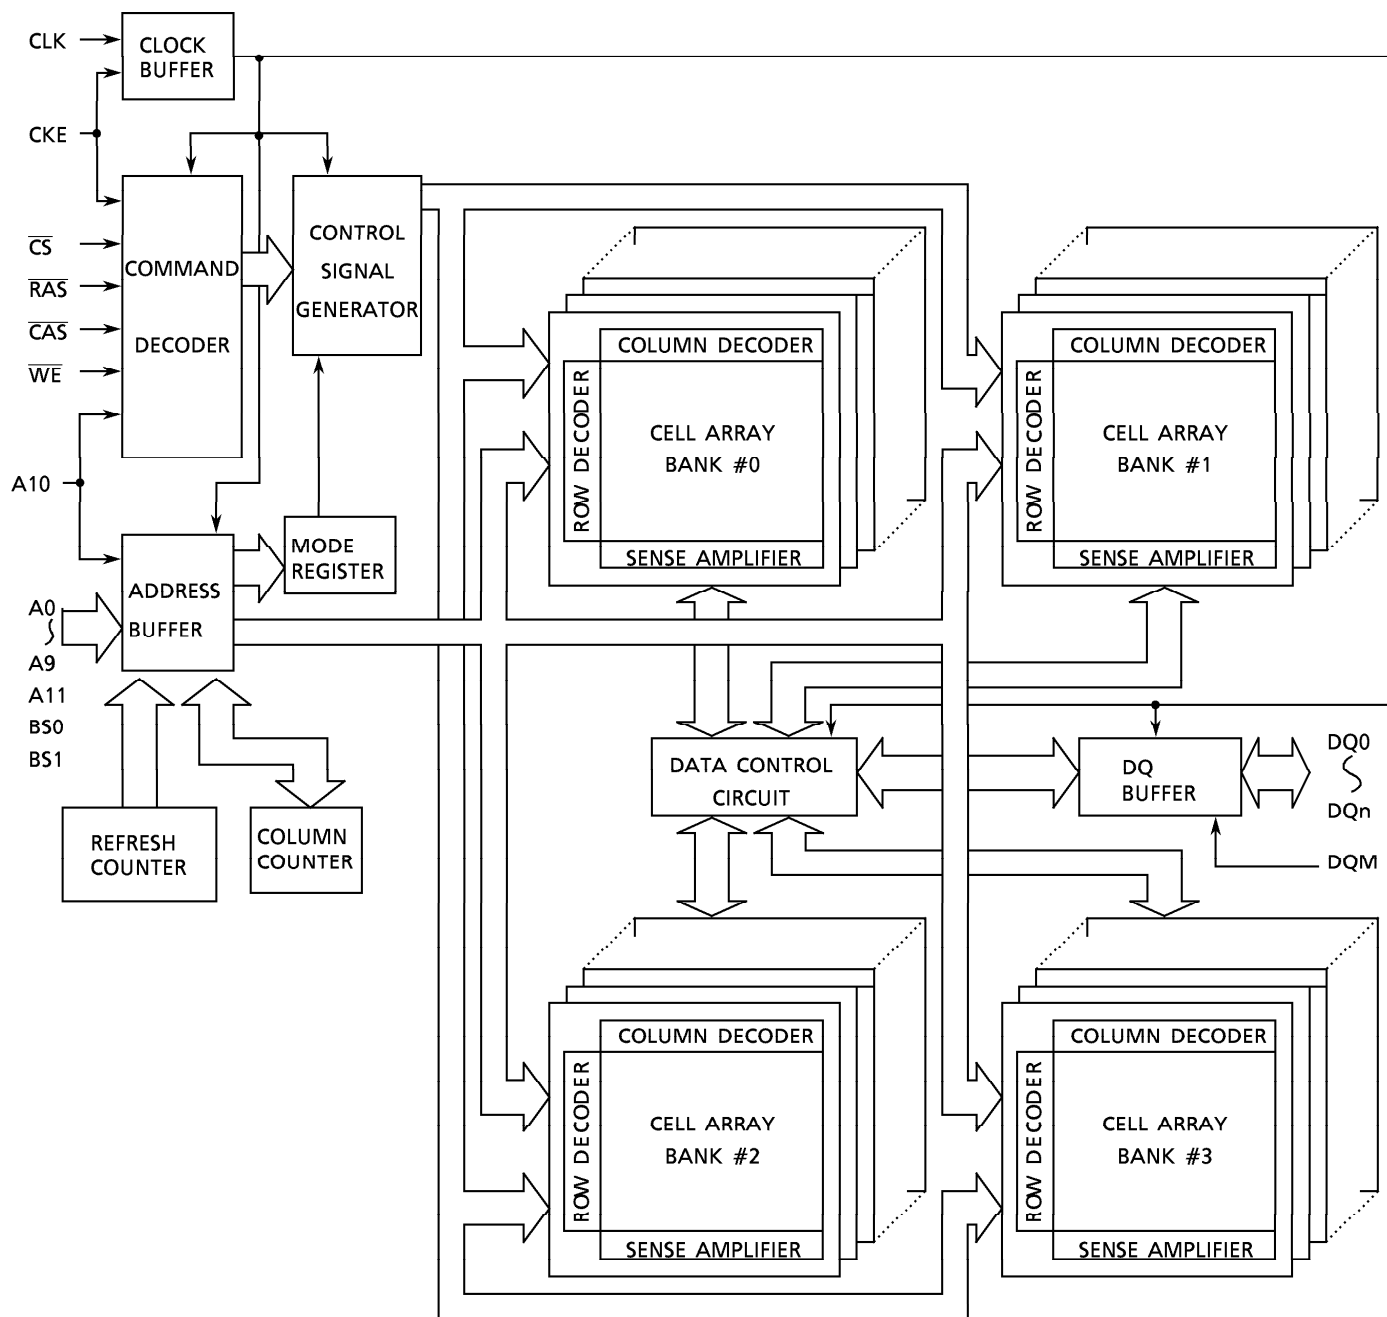 CLK
CLOCK
BUFFER
CKE
CS
RAS
CAS
WE
A10
COMMAND
DECODER
CONTROL
SIGNAL
GENERATOR
MODE
REGISTER
A0
A9
A11
BS0
BS1
ADDRESS
BUFFER
REFRESH
COUNTER
COLUMN
COUNTER
COLUMN DECODER
ROW DECODER
CELL ARRAY
BANK #0
SENSE AMPLIFIER
COLUMN DECODER
ROW DECODER
CELL ARRAY
BANK #1
SENSE AMPLIFIER
DATA CONTROL
CIRCUIT
DQ
BUFFER
DQ0
DQn
DQM
COLUMN DECODER
ROW DECODER
CELL ARRAY
BANK #2
SENSE AMPLIFIER
COLUMN DECODER
ROW DECODER
CELL ARRAY
BANK #3
SENSE AMPLIFIER